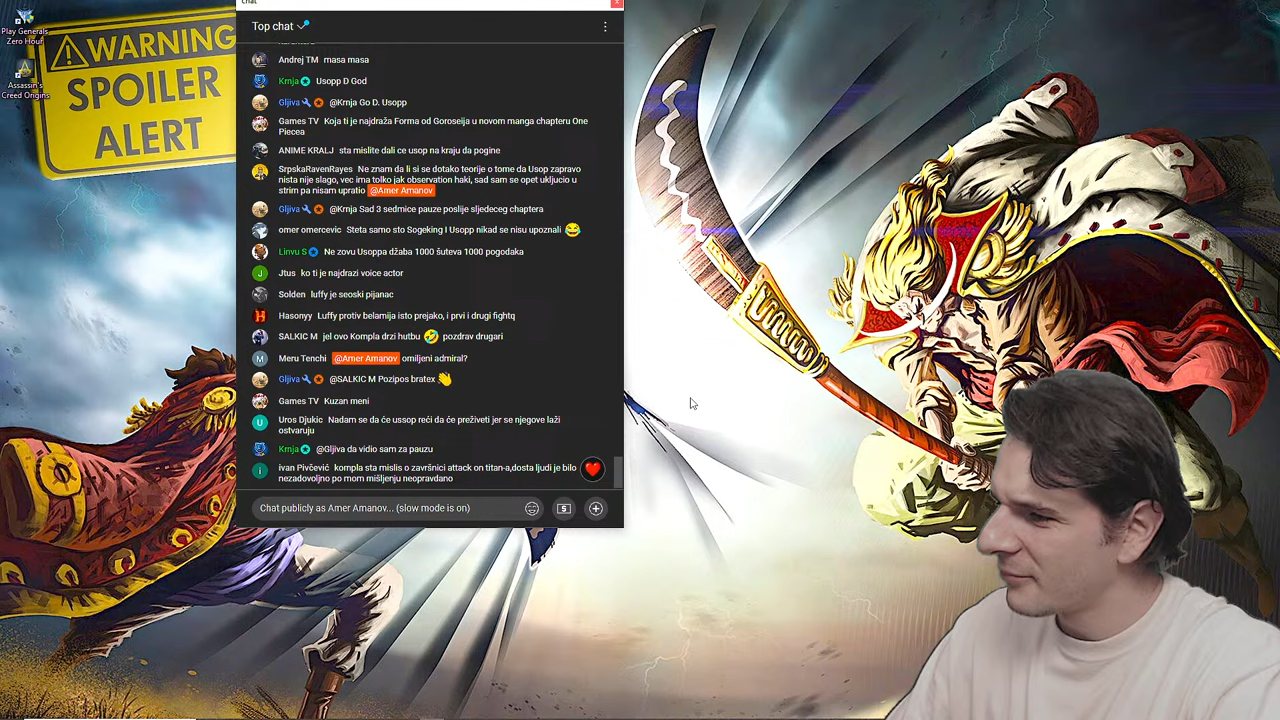 Chat
Play Generals
Zero Hour
Assassin's
Creed Origins
WARNING
SPOILER
ALERT
Top chat
Andrej TM masa masa
Krnja Usopp D God
Gljiva @Krnja Go D. Usopp
Games TV Koja ti je najdraža Forma od Goroseija u novom manga chapteru One
Piecea
ANIME KRALJ sta mislite dali ce usop na kraju da pogine
SrpskaRavenRayes Ne znam da li si se dotako teorije o tome da Usop zapravo
nista nije slago, vec ima tolko jak observation haki, sad sam se opet ukljucio u
strim pa nisam upratio @Amer Amanov
Gljiva @Krnja Sad 3 sedmice pauze poslije sljedeceg chaptera
omer omercevic Steta samo sto Sogeking I Usopp nikad se nisu upoznali 😂
Linvu S Ne zovu Usoppa džaba 1000 šuteva 1000 pogodaka
J
Jtus ko ti je najdrazi voice actor
Solden luffy je seoski pijanac
H
Hasonyy Luffy protiv belamija isto prejako, i prvi i drugi fightq
SALKIC M jel ovo Kompla drzi hutbu 🤣 pozdrav drugari
M
Meru Tenchi @Amer Amanov omiljeni admiral?
Gljiva @SALKIC M Pozipos bratex 👋
Games TV Kuzan meni
U
Uros Djukic Nadam se da će ussop reći da će preživeti jer se njegove laži
ostvaruju
Krnja @Gljiva da vidio sam za pauzu
i
ivan Pivčević kompla sta mislis o završnici attack on titan-a,dosta ljudi je bilo
nezadovoljno po mom mišljenju neopravdano
Chat publicly as Amer Amanov... (slow mode is on)